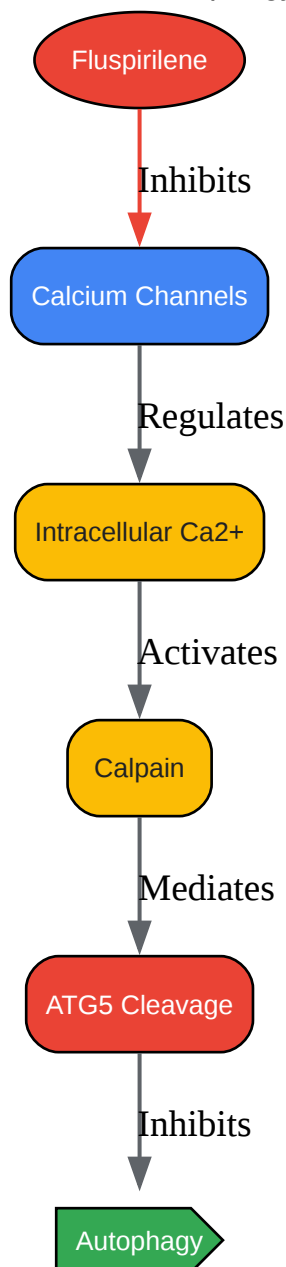 Fluspirilene
Inhibits
Calcium Channels
Regulates
Intracellular Ca2+
Activates
Calpain
Mediates
ATG5 Cleavage
Inhibits
Autophagy